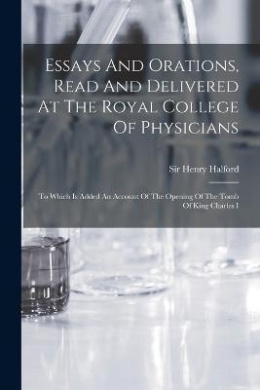 Essays And Orations,
Read And Delivered
At The Royal College
Of Physicians
Sir Henry Halford
To Which Is Added An Account Of The Opening Of The Tomb
Of King Charles I